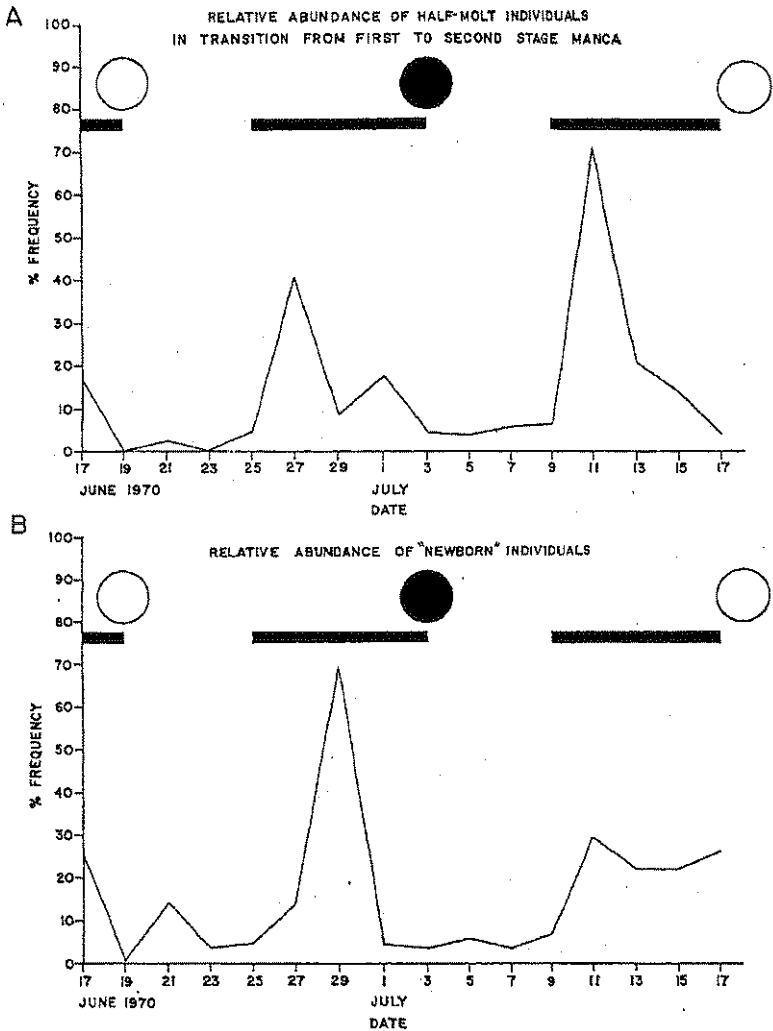 A
RELATIVE ABUNDANCE OF HALF-MOLT INDIVIDUALS
IN TRANSITION FROM FIRST TO SECOND STAGE MANCA
100
90
80
70
60
50
40
30
20
10
0
% FREQUENCY
17 19 21 23 25 27 29 1 3 5 7 9 11 13 15 17
JUNE 1970 JULY
DATE
B
RELATIVE ABUNDANCE OF "NEWBORN" INDIVIDUALS
100
90
80
70
60
50
40
30
20
10
0
% FREQUENCY
17 19 21 23 25 27 29 1 3 5 7 9 11 13 15 17
JUNE 1970 JULY
DATE